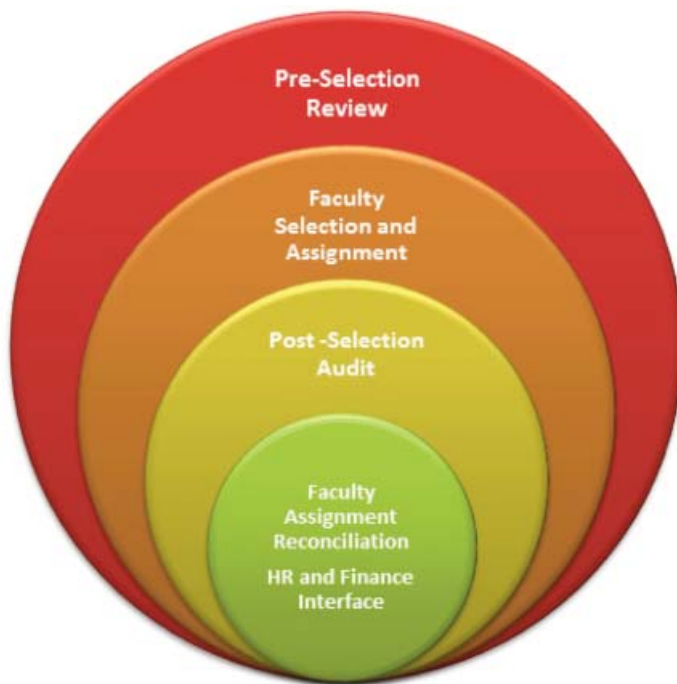 Pre-Selection
Review
Faculty
Selection and
Assignment
Post -Selection
Audit
Faculty
Assignment
Reconciliation
HR and Finance
Interface